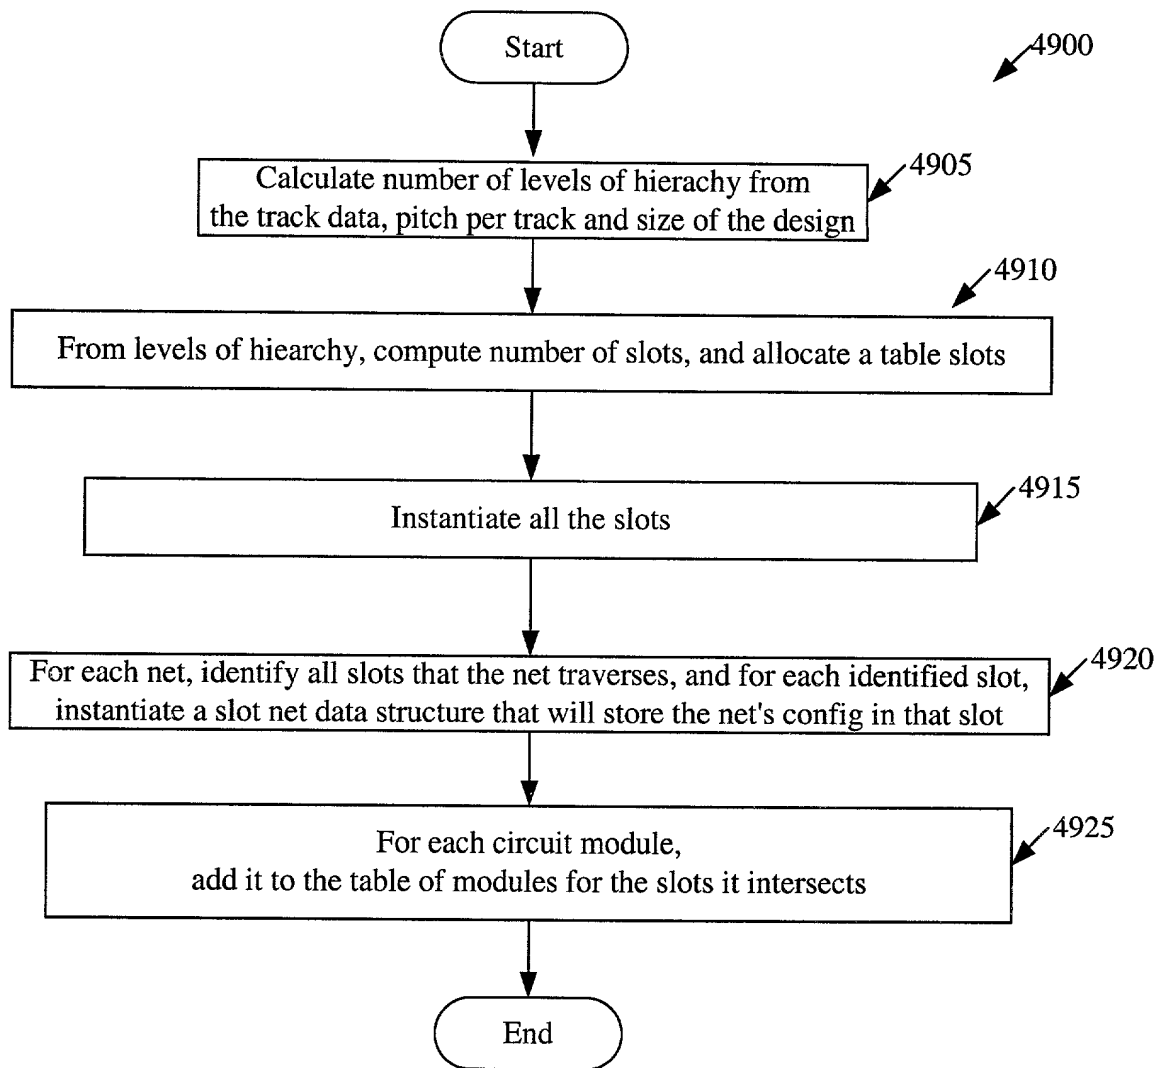 Start
4900
4905
Calculate number of levels of hierachy from
the track data, pitch per track and size of the design
4910
From levels of hiearchy, compute number of slots, and allocate a table slots
4915
Instantiate all the slots
4920
For each net, identify all slots that the net traverses, and for each identified slot,
instantiate a slot net data structure that will store the net's config in that slot
4925
For each circuit module,
add it to the table of modules for the slots it intersects
End